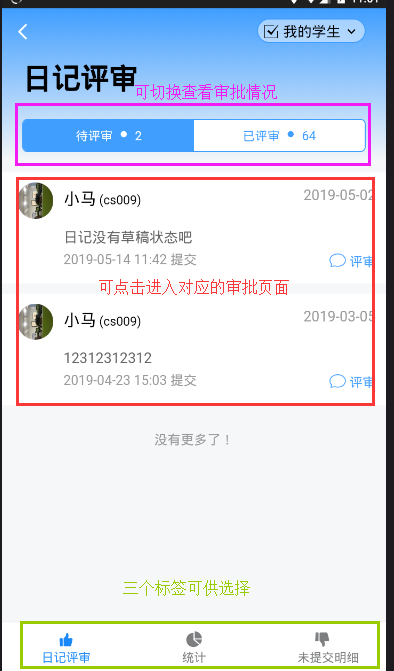 我的学生
日记评审
可切换查看审批情况
待评审 • 2
已评审 • 64
小马 (cs009)
2019-05-02
日记没有草稿状态吧
2019-05-14 11:42 提交
评审
可点击进入对应的审批页面
小马 (cs009)
2019-03-05
12312312312
2019-04-23 15:03 提交
评审
没有更多了！
三个标签可供选择
日记评审
统计
未提交明细